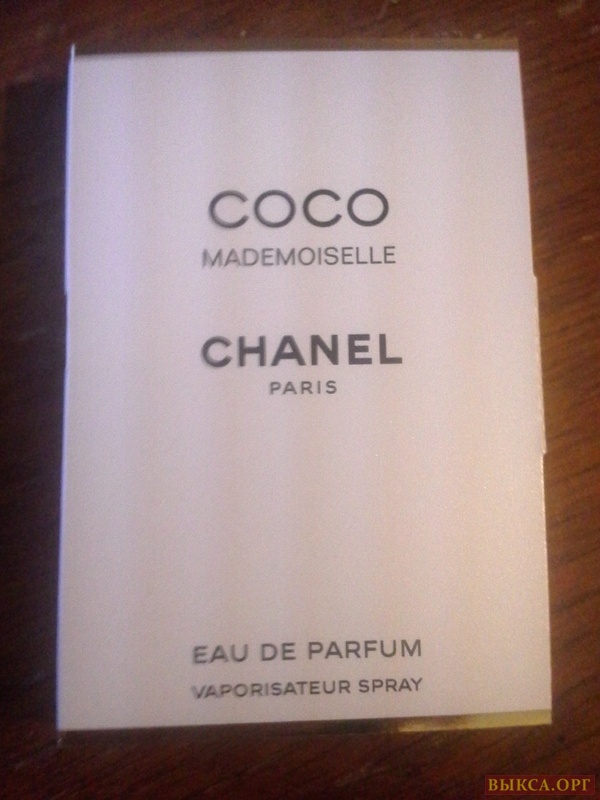 COCO
MADEMOISELLE
CHANEL
PARIS
EAU DE PARFUM
VAPORISATEUR SPRAY
ВЫКСА.ОРГ